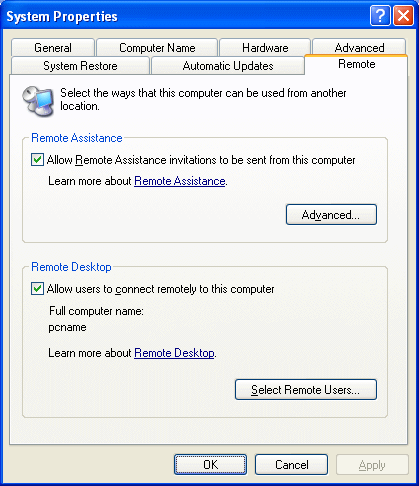 System Properties
General Computer Name Hardware Advanced
System Restore Automatic Updates Remote
Select the ways that this computer can be used from another
location.
Remote Assistance
Allow Remote Assistance invitations to be sent from this computer
Learn more about Remote Assistance.
Advanced...
Remote Desktop
Allow users to connect remotely to this computer
Full computer name:
pcname
Learn more about Remote Desktop.
Select Remote Users...
OK Cancel Apply